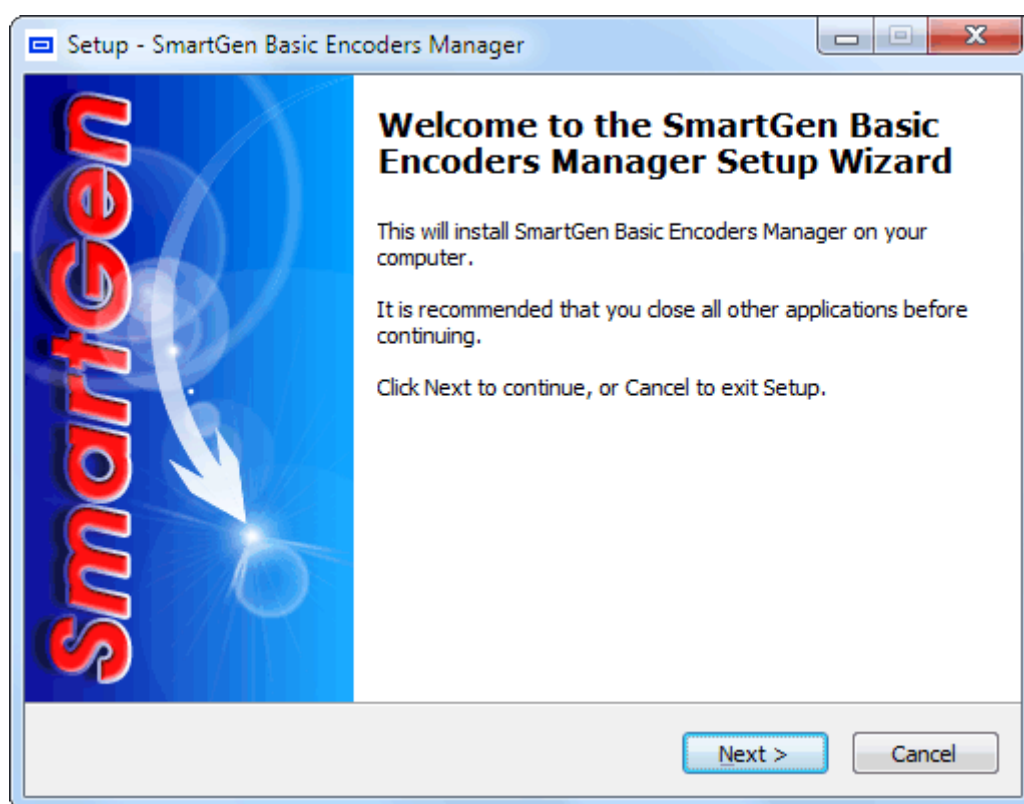 Setup - SmartGen Basic Encoders Manager
SmartGen
Welcome to the SmartGen Basic
Encoders Manager Setup Wizard
This will install SmartGen Basic Encoders Manager on your
computer.
It is recommended that you close all other applications before
continuing.
Click Next to continue, or Cancel to exit Setup.
Next >
Cancel